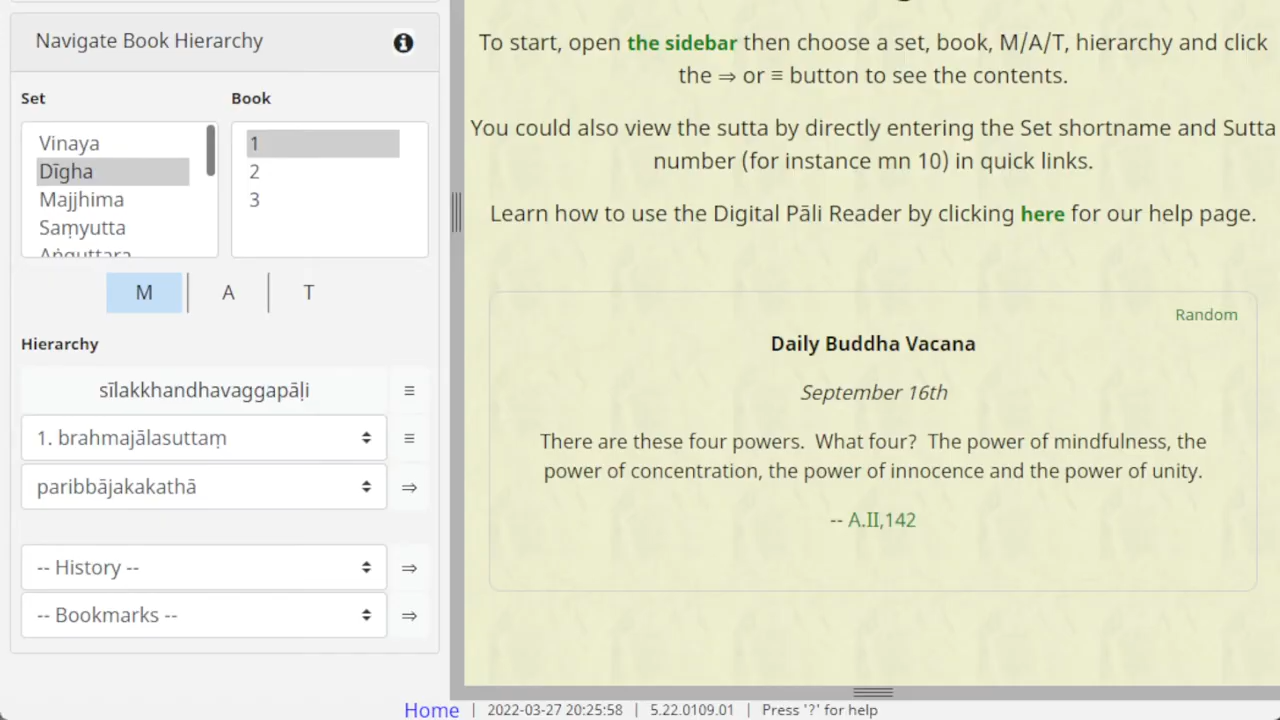 Navigate Book Hierarchy
Set
Book
Vinaya
Dīgha
Majjhima
Saṃyutta
Aṅguttara
1
2
3
M
A
T
Hierarchy
sīlakkhandhavaggapāḷi
≡
1. brahmajālasuttaṃ
≡
paribbājakakathā
⇒
-- History --
⇒
-- Bookmarks --
⇒
To start, open the sidebar then choose a set, book, M/A/T, hierarchy and click
the ⇒ or ≡ button to see the contents.
You could also view the sutta by directly entering the Set shortname and Sutta
number (for instance mn 10) in quick links.
Learn how to use the Digital Pāli Reader by clicking here for our help page.
Random
Daily Buddha Vacana
September 16th
There are these four powers. What four? The power of mindfulness, the
power of concentration, the power of innocence and the power of unity.
-- A.II,142
Home | 2022-03-27 20:25:58 | 5.22.0109.01 | Press '?' for help